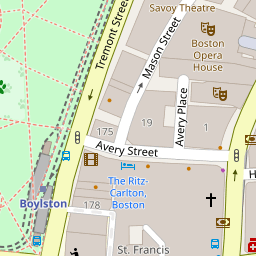 Savoy Theatre
Tremont Street
Mason Street
Boston
Opera
House
Avery Place
19
1
175
Avery Street
H
The Ritz-
Carlton,
Boston
Boylston
178
St. Francis